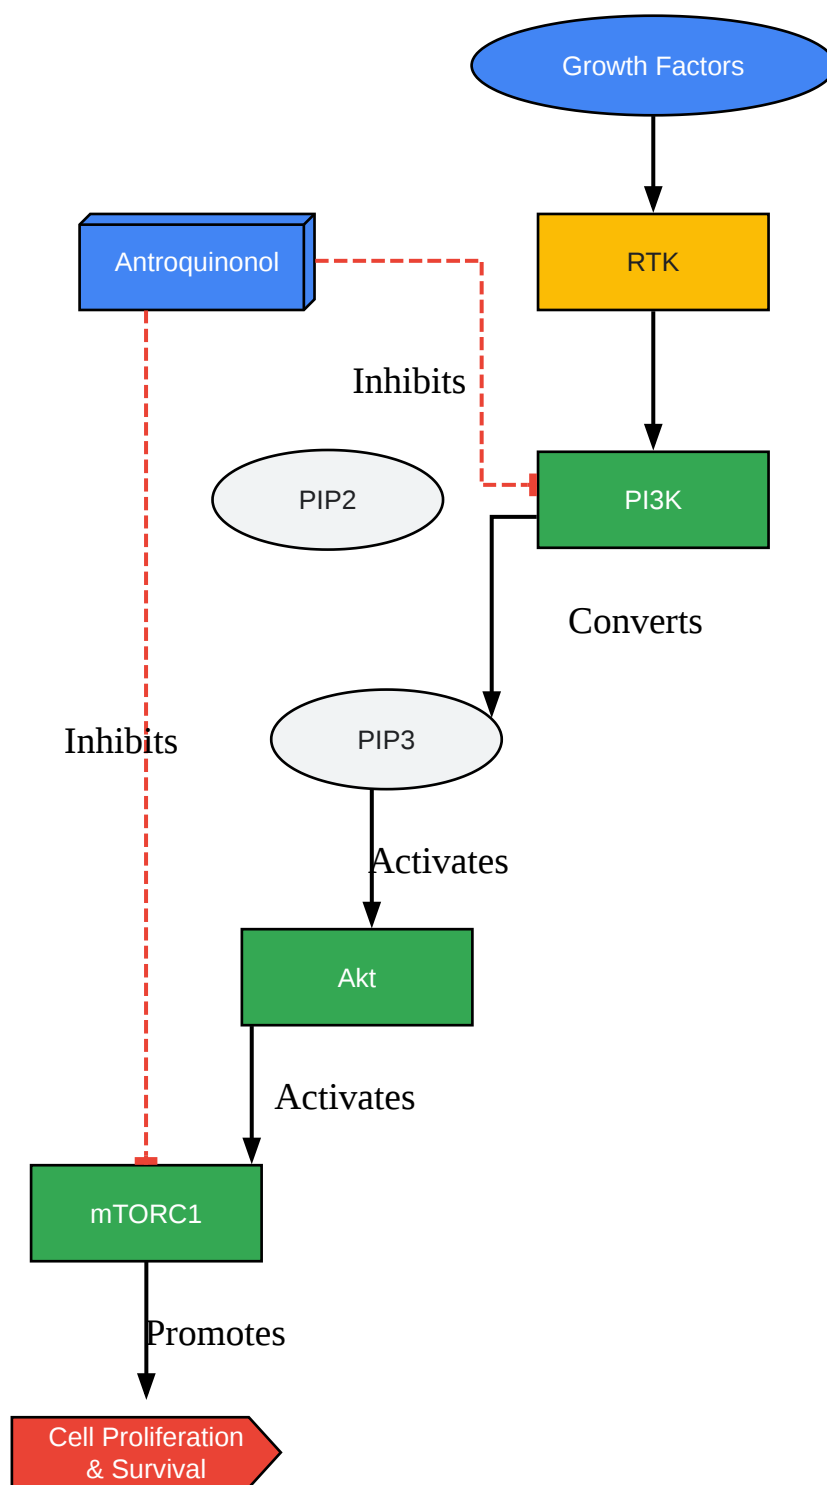 Growth Factors
Antroquinonol
RTK
Inhibits
PIP2
PI3K
Converts
PIP3
Inhibits
Activates
Akt
Activates
mTORC1
Promotes
Cell Proliferation
& Survival